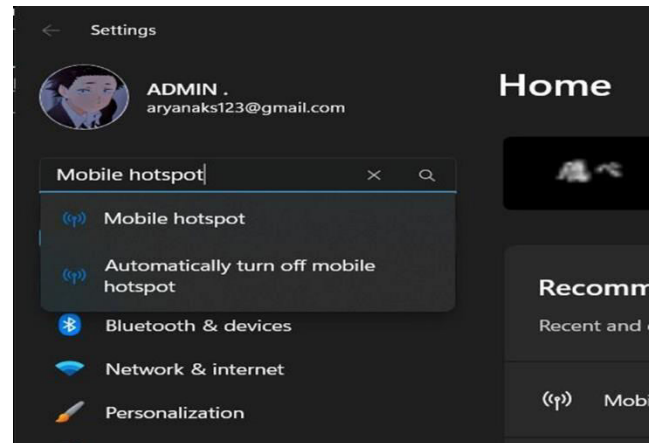 Settings
ADMIN .
aryanaks123@gmail.com
Home
Mobile hotspot
Mobile hotspot
Automatically turn off mobile
hotspot
Recomm
Recent and
Bluetooth & devices
Network & internet
Mobi
Personalization